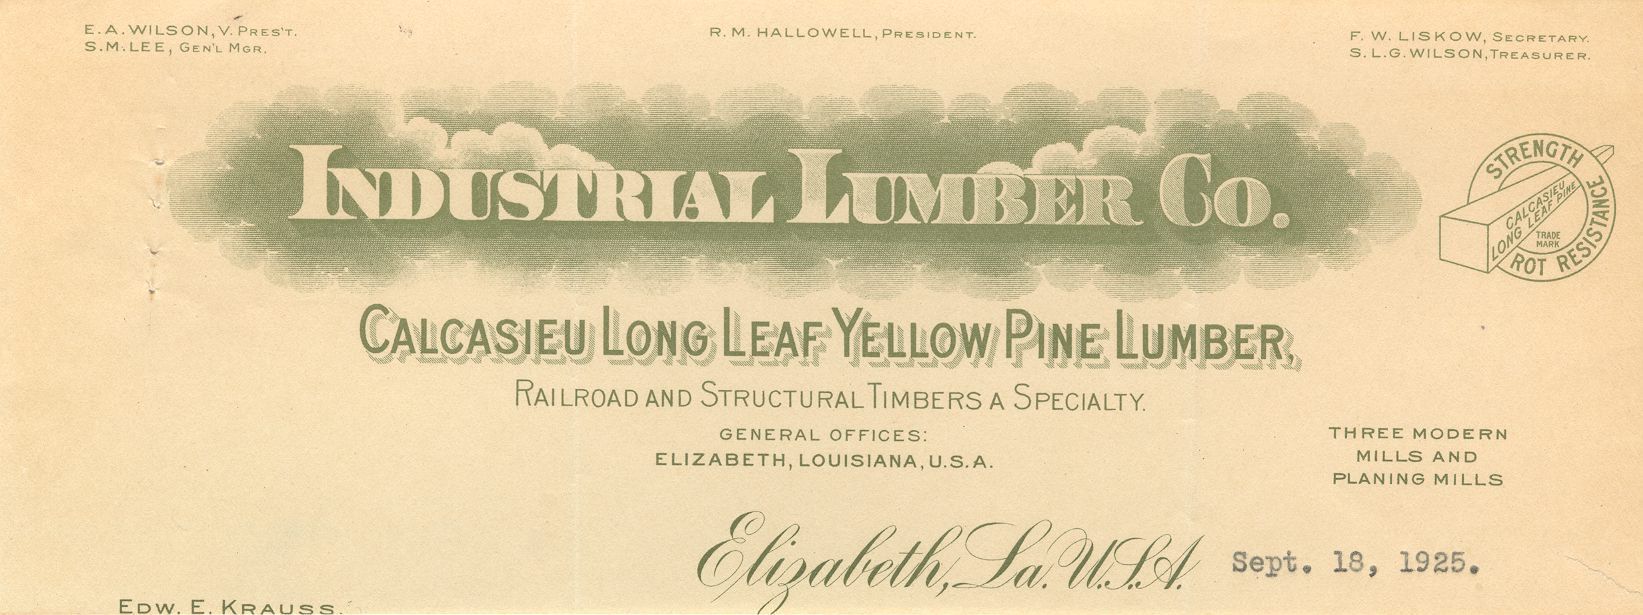 E. A. WILSON, V. PRES'T.
S. M. LEE, GEN'L MGR.
R. M. HALLOWELL, PRESIDENT.
F. W. LISKOW, SECRETARY.
S. L. G. WILSON, TREASURER.
INDUSTRIAL LUMBER CO.
STRENGTH
ROT RESISTANCE
CALCASIEU
LONG LEAF PINE
TRADE
MARK
CALCASIEU LONG LEAF YELLOW PINE LUMBER,
RAILROAD AND STRUCTURAL TIMBERS A SPECIALTY.
GENERAL OFFICES:
ELIZABETH, LOUISIANA, U.S.A.
THREE MODERN
MILLS AND
PLANING MILLS
Elizabeth, La. U.S.A. Sept. 18, 1925.
EDW. E. KRAUSS.